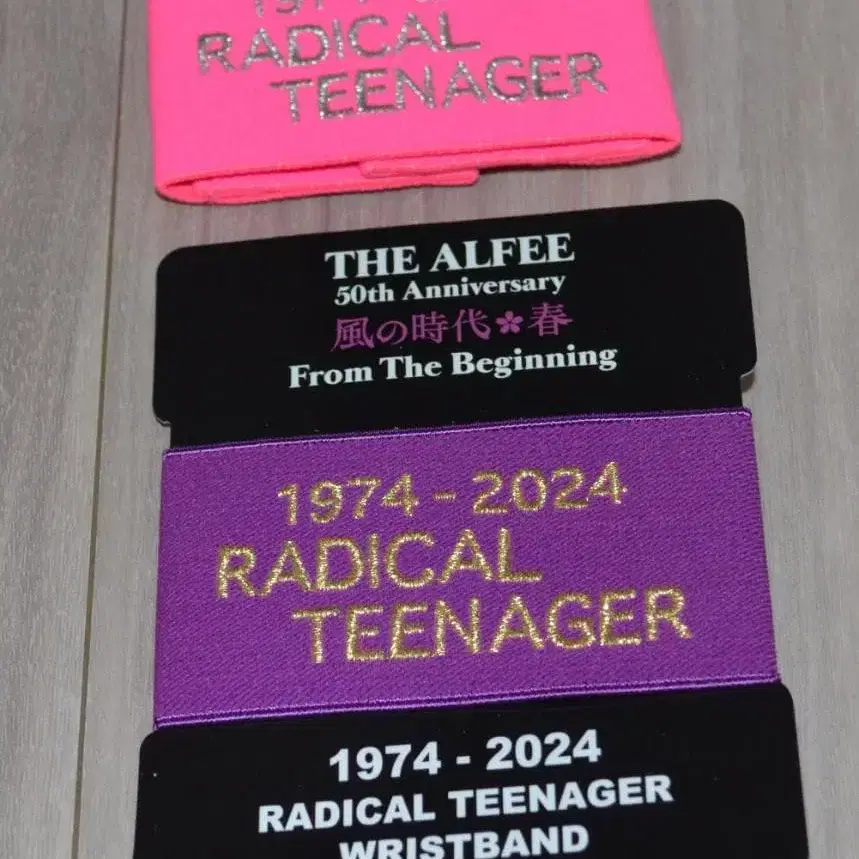 RADICAL
TEENAGER
THE ALFEE
50th Anniversary
風の時代✽春
From The Beginning
1974 - 2024
RADICAL
TEENAGER
1974 - 2024
RADICAL TEENAGER
WRISTBAND